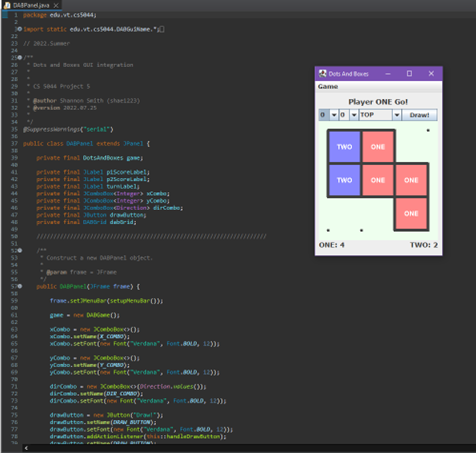 DABPanel.java
1 package edu.vt.cs5044;
2
3 import static edu.vt.cs5044.DABGuiName.*;
22
23 // 2022.Summer
24
25 /**
26 * Dots and Boxes GUI integration
27 *
28 *
29 * CS 5044 Project 5
30 *
31 * @author Shannon Smith (shan1223)
32 * @version 2022.07.25
33 *
34 */
35 @SuppressWarnings("serial")
36
37 public class DABPanel extends JPanel {
38
39 private final DotsAndBoxes game;
40
41 private final JLabel p1ScoreLabel;
42 private final JLabel p2ScoreLabel;
43 private final JLabel turnLabel;
44 private final JComboBox<Integer> xCombo;
45 private final JComboBox<Integer> yCombo;
46 private final JComboBox<Direction> dirCombo;
47 private final JButton drawButton;
48 private final DABGrid dabGrid;
49
50
51
52 /**
53 * Construct a new DABPanel object.
54 *
55 * @param frame = JFrame
56 */
57 public DABPanel(JFrame frame) {
58
59 frame.setJMenuBar(setupMenuBar());
60
61 game = new DABGame();
62
63 xCombo = new JComboBox<>();
64 xCombo.setName(X_COMBO);
65 xCombo.setFont(new Font("Verdana", Font.BOLD, 12));
66
67 yCombo = new JComboBox<>();
68 yCombo.setName(Y_COMBO);
69 yCombo.setFont(new Font("Verdana", Font.BOLD, 12));
70
71 dirCombo = new JComboBox<>(Direction.values());
72 dirCombo.setName(DIR_COMBO);
73 dirCombo.setFont(new Font("Verdana", Font.BOLD, 12));
74
75 drawButton = new JButton("Draw!");
76 drawButton.setName(DRAW_BUTTON);
77 drawButton.setFont(new Font("Verdana", Font.BOLD, 12));
78 drawButton.addActionListener(this::handleDrawButton);
Dots And Boxes
Game
Player ONE Go!
0 0 TOP Draw!
TWO ONE
TWO ONE ONE
ONE
ONE: 4 TWO: 2